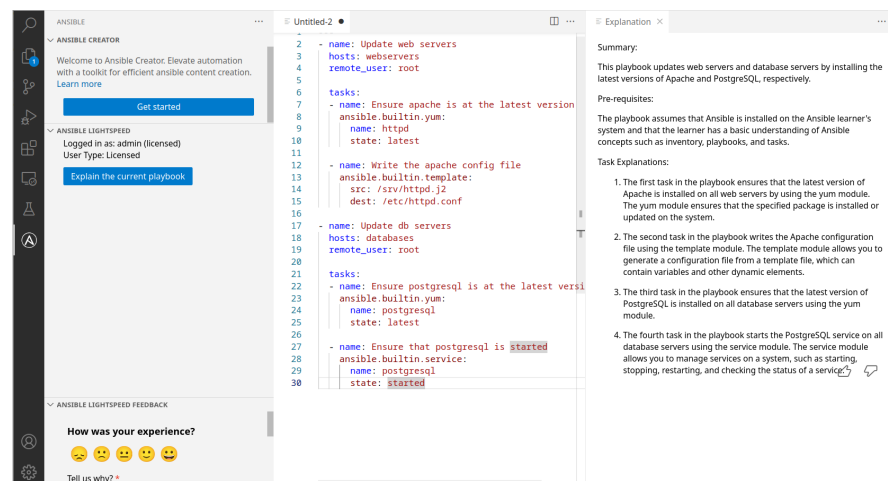 ANSIBLE
ANSIBLE CREATOR
Welcome to Ansible Creator. Elevate automation
with a toolkit for efficient ansible content creation.
Learn more
Get started
ANSIBLE LIGHTSPEED
Logged in as: admin (licensed)
User Type: Licensed
Explain the current playbook
ANSIBLE LIGHTSPEED FEEDBACK
How was your experience?
Tell us why? *
1
Untitled-2
2 - name: Update web servers
3 hosts: webservers
4 remote_user: root
5
6 tasks:
7 - name: Ensure apache is at the latest version
8 ansible.builtin.yum:
9 name: httpd
10 state: latest
11
12 - name: Write the apache config file
13 ansible.builtin.template:
14 src: /srv/httpd.j2
15 dest: /etc/httpd.conf
16
17 - name: Update db servers
18 hosts: databases
19 remote_user: root
20
21 tasks:
22 - name: Ensure postgresql is at the latest versi
23 ansible.builtin.yum:
24 name: postgresql
25 state: latest
26
27 - name: Ensure that postgresql is started
28 ansible.builtin.service:
29 name: postgresql
30 state: started
Explanation
Summary:
This playbook updates web servers and database servers by installing the
latest versions of Apache and PostgreSQL, respectively.
Pre-requisites:
The playbook assumes that Ansible is installed on the Ansible learner's
system and that the learner has a basic understanding of Ansible
concepts such as inventory, playbooks, and tasks.
Task Explanations:
1. The first task in the playbook ensures that the latest version of
Apache is installed on all web servers by using the yum module.
The yum module ensures that the specified package is installed or
updated on the system.
2. The second task in the playbook writes the Apache configuration
file using the template module. The template module allows you to
generate a configuration file from a template file, which can
contain variables and other dynamic elements.
3. The third task in the playbook ensures that the latest version of
PostgreSQL is installed on all database servers using the yum
module.
4. The fourth task in the playbook starts the PostgreSQL service on all
database servers using the service module. The service module
allows you to manage services on a system, such as starting,
stopping, restarting, and checking the status of a service.